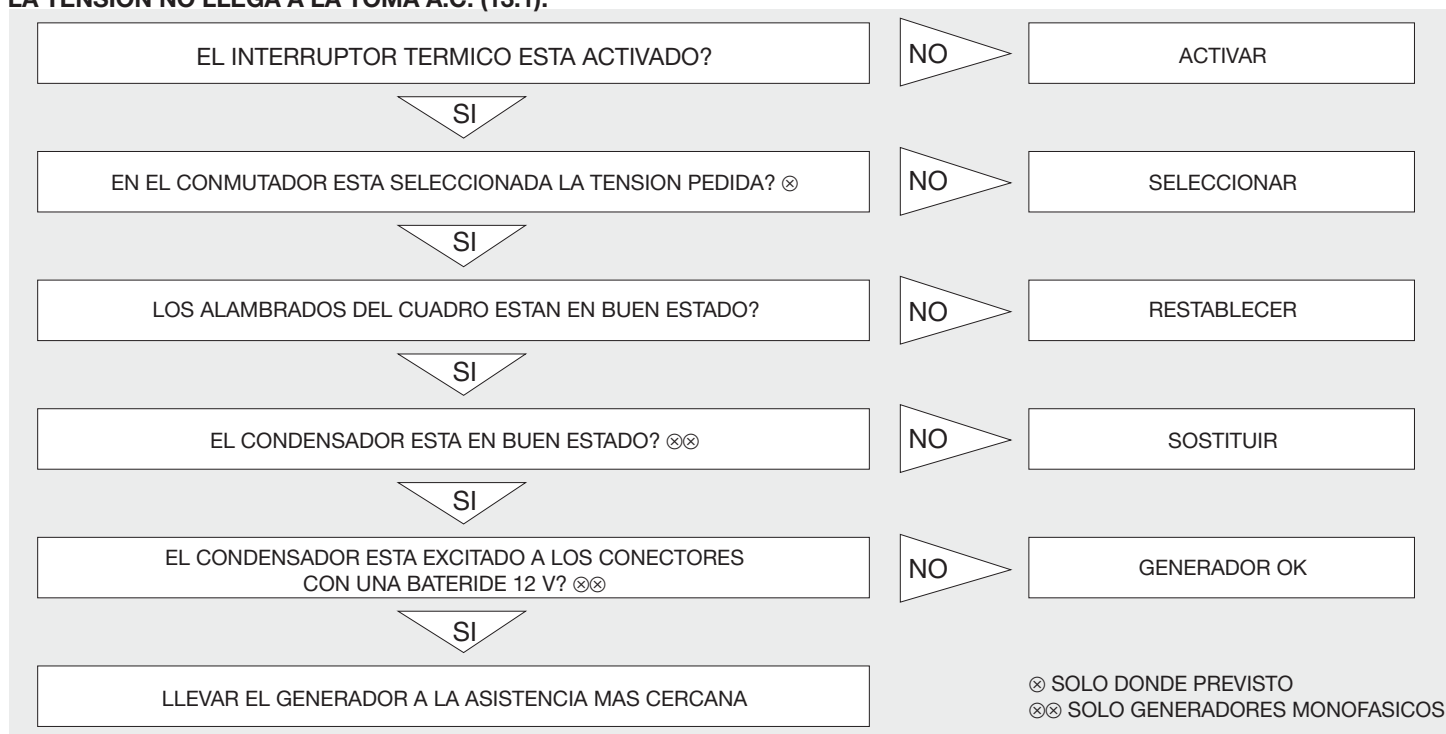 LA TENSION NO LLEGA A LA TOMA A.C. (13.1).
EL INTERRUPTOR TERMICO ESTA ACTIVADO?
NO
ACTIVAR
SI
EN EL CONMUTADOR ESTA SELECCIONADA LA TENSION PEDIDA? ⊗
NO
SELECCIONAR
SI
LOS ALAMBRADOS DEL CUADRO ESTAN EN BUEN ESTADO?
NO
RESTABLECER
SI
EL CONDENSADOR ESTA EN BUEN ESTADO? ⊗⊗
NO
SOSTITUIR
SI
EL CONDENSADOR ESTA EXCITADO A LOS CONECTORES
CON UNA BATERIDE 12 V? ⊗⊗
NO
GENERADOR OK
SI
LLEVAR EL GENERADOR A LA ASISTENCIA MAS CERCANA
⊗ SOLO DONDE PREVISTO
⊗⊗ SOLO GENERADORES MONOFASICOS